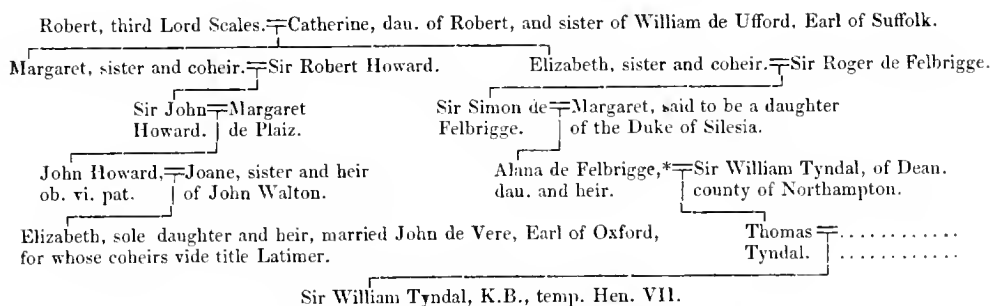 Robert, third Lord Scales.╤Catherine, dau. of Robert, and sister of William de Ufford, Earl of Suffolk.
Margaret, sister and coheir.╤Sir Robert Howard. Elizabeth, sister and coheir.╤Sir Roger de Felbrigge.
Sir John╤Margaret Sir Simon de╤Margaret, said to be a daughter
Howard. de Plaiz. Felbrigge. of the Duke of Silesia.
John Howard,╤Joane, sister and heir Alana de Felbrigge,*╤Sir William Tyndal, of Dean.
ob. vi. pat. of John Walton. dau. and heir. county of Northampton.
Elizabeth, sole daughter and heir, married John de Vere, Earl of Oxford, Thomas╤............
for whose coheirs vide title Latimer. Tyndal. ............
Sir William Tyndal, K.B., temp. Hen. VII.